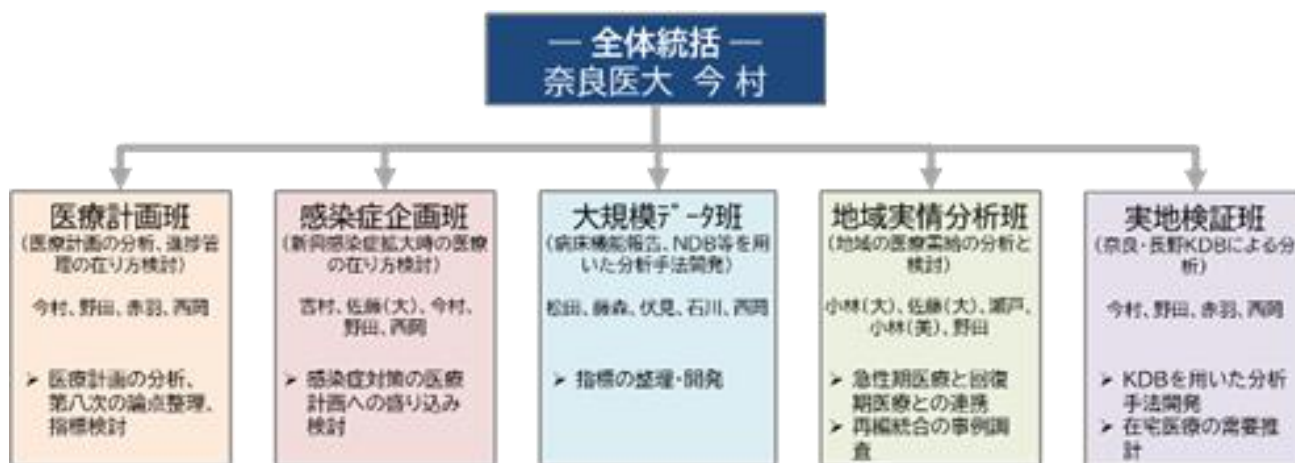 ― 全体統括 ―
奈良医大 今村
医療計画班
(医療計画の分析、進捗管
理の在り方検討)
今村、野田、赤羽、西岡
➢ 医療計画の分析、
第八次の論点整理、
指標検討
感染症企画班
(新興感染症拡大時の医療
の在り方検討)
吉村、佐藤(大)、今村、
野田、西岡
➢ 感染症対策の医療
計画への盛り込み
検討
大規模ﾃﾞｰﾀ班
(病床機能報告、NDB等を用
いた分析手法開発)
松田、藤森、伏見、石川、西岡
➢ 指標の整理・開発
地域実情分析班
(地域の医療需給の分析と
検討)
小林(大)、佐藤(大)、瀬戸、
小林(美)、野田
➢ 急性期医療と回復
期医療との連携
➢ 再編統合の事例調
査
実地検証班
(奈良・長野KDBによる分
析)
今村、野田、赤羽、西岡
➢ KDBを用いた分析
手法開発
➢ 在宅医療の需要推
計